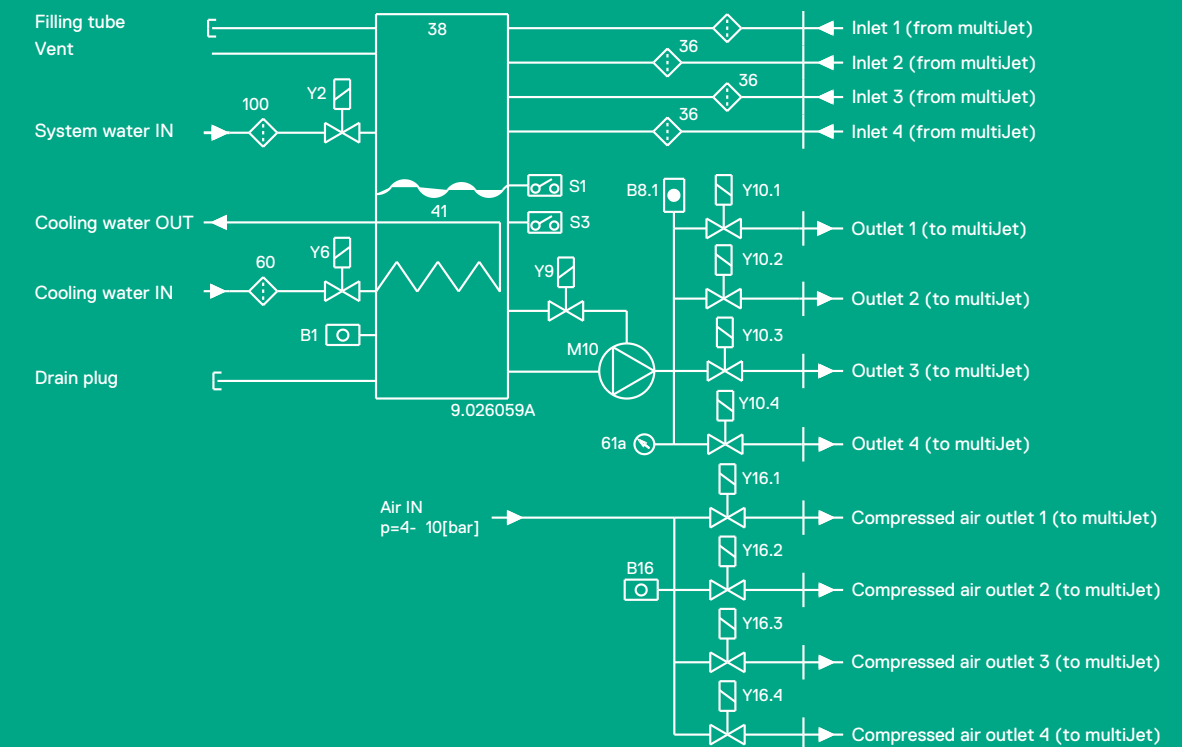 Filling tube
Vent
38
Inlet 1 (from multiJet)
36
Inlet 2 (from multiJet)
36
Inlet 3 (from multiJet)
36
Inlet 4 (from multiJet)
Y2
100
System water IN
S1
B8.1
Y10.1
41
S3
Cooling water OUT
Outlet 1 (to multiJet)
Y6
60
Y9
Y10.2
Cooling water IN
Outlet 2 (to multiJet)
B1
M10
Y10.3
Drain plug
Outlet 3 (to multiJet)
9.026059A
Y10.4
61a
Outlet 4 (to multiJet)
Y16.1
Air IN
p=4- 10[bar]
Compressed air outlet 1 (to multiJet)
Y16.2
B16
Compressed air outlet 2 (to multiJet)
Y16.3
Compressed air outlet 3 (to multiJet)
Y16.4
Compressed air outlet 4 (to multiJet)